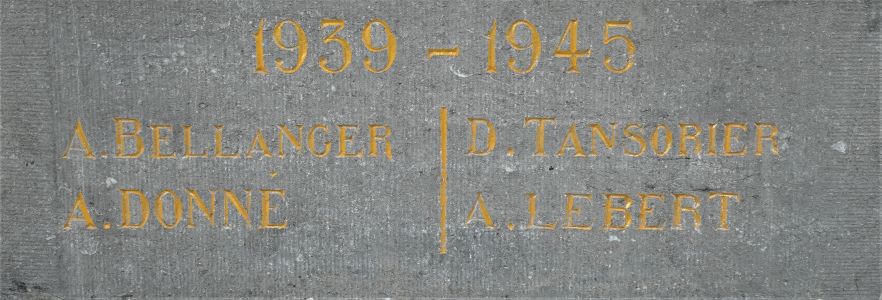 1939 - 1945
A. BELLANGER
A. DONNÉ
D. TANSORIER
A. LEBERT